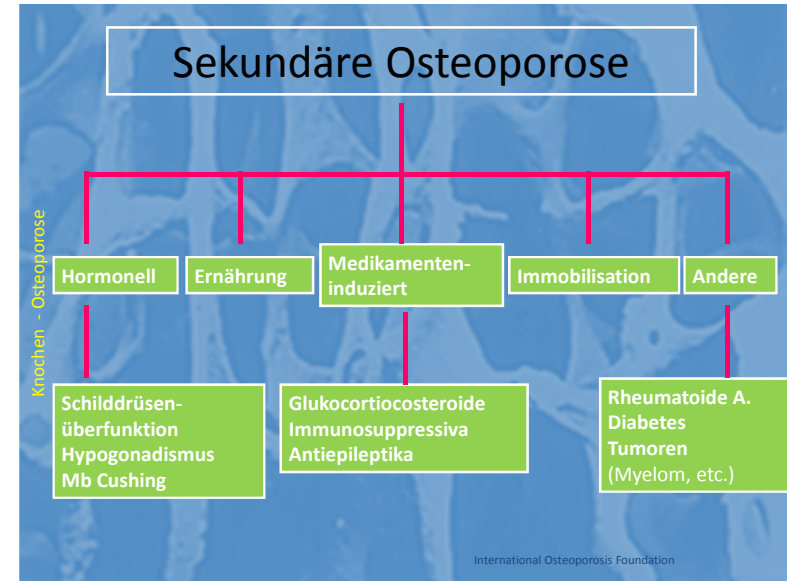 Sekundäre Osteoporose
Knochen - Osteoporose
Hormonell
Ernährung
Medikamenten-
induziert
Immobilisation
Andere
Schilddrüsen-
überfunktion
Hypogonadismus
Mb Cushing
Glukocortiocosteroide
Immunosuppressiva
Antiepileptika
Rheumatoide A.
Diabetes
Tumoren
(Myelom, etc.)
International Osteoporosis Foundation